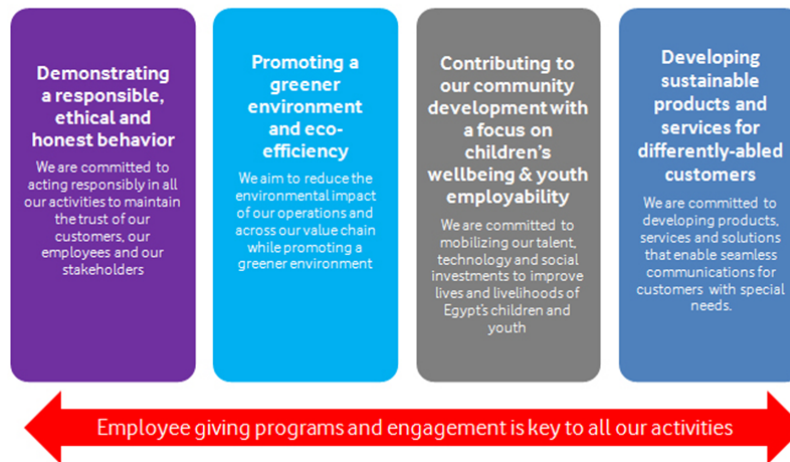 Demonstrating
a responsible,
ethical and
honest behavior
We are committed to
acting responsibly in all
our activities to maintain
the trust of our
customers, our
employees and our
stakeholders
Promoting a
greener
environment
and eco-
efficiency
We aim to reduce the
environmental impact
of our operations and
across our value chain
while promoting a
greener environment
Contributing to
our community
development with
a focus on
children's
wellbeing & youth
employability
We are committed to
mobilizing our talent,
technology and social
investments to improve
lives and livelihoods of
Egypt's children and
youth
Developing
sustainable
products and
services for
differently-abled
customers
We are committed to
developing products,
services and solutions
that enable seamless
communications for
customers with special
needs.
Employee giving programs and engagement is key to all our activities